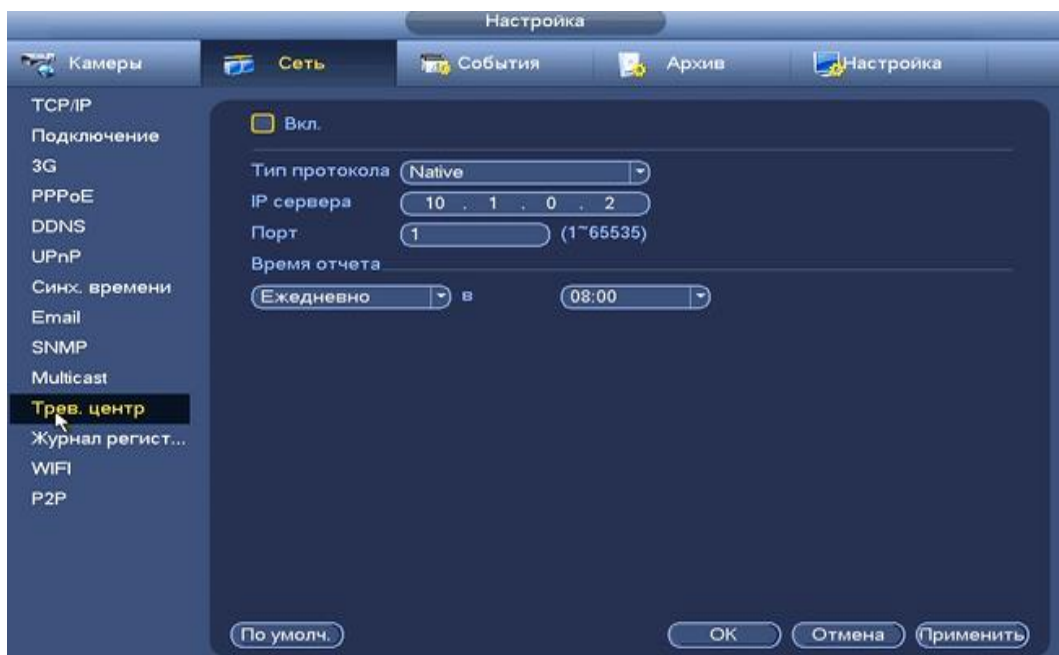 Настройка
Камеры
Сеть
События
Архив
Настройка
TCP/IP
Подключение
3G
PPPoE
DDNS
UPnP
Синх. времени
Email
SNMP
Multicast
Трев. центр
Журнал регист...
WIFI
P2P
Вкл.
Тип протокола Native
IP сервера 10 . 1 . 0 . 2
Порт 1 (1~65535)
Время отчета
Ежедневно в 08:00
По умолч. OK Отмена Применить